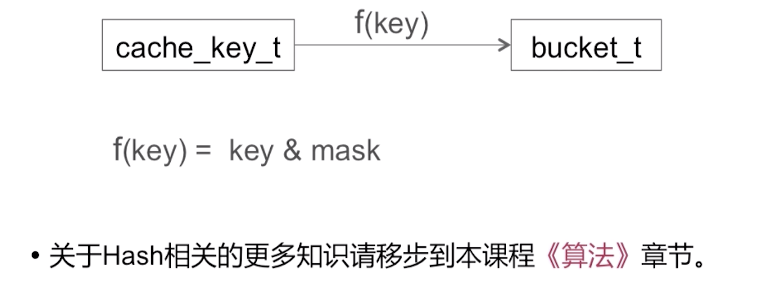 f(key)
cache_key_t bucket_t
f(key) = key & mask
• 关于Hash相关的更多知识请移步到本课程《算法》章节。